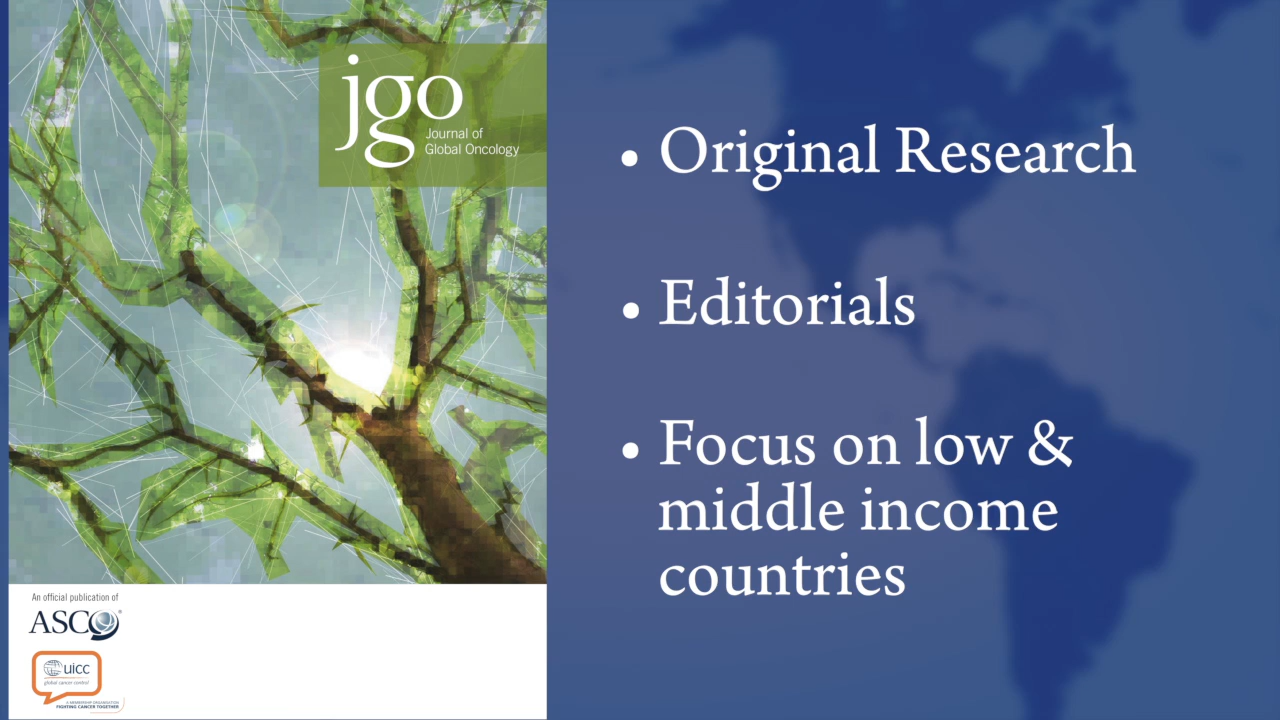 jgo
Journal of
Global Oncology
An official publication of
ASCO®
uicc
global cancer control
A MEMBERSHIP ORGANISATION
FIGHTING CANCER TOGETHER
• Original Research
• Editorials
• Focus on low &
middle income
countries